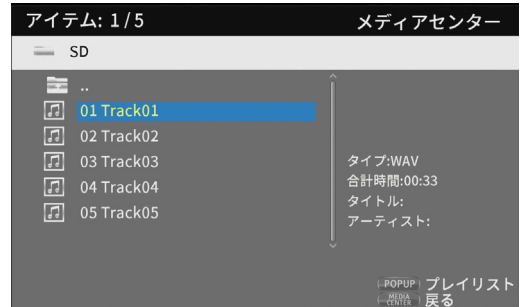 アイテム: 1/5
メディアセンター
SD
..
01 Track01
02 Track02
03 Track03
04 Track04
05 Track05
タイプ:WAV
合計時間:00:33
タイトル:
アーティスト:
POPUP プレイリスト
MEDIA CENTER 戻る